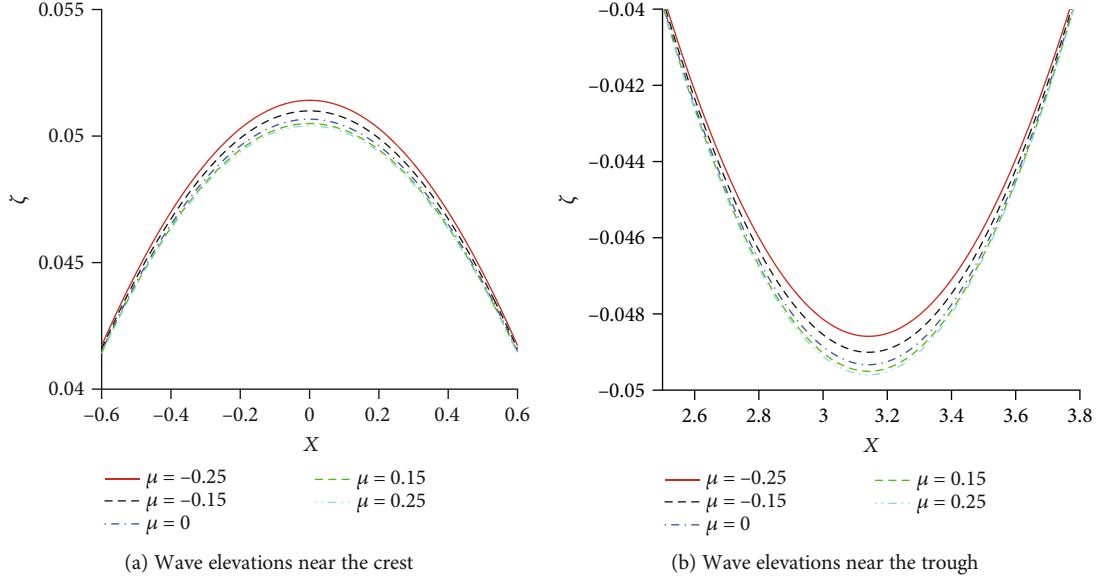 0.055
0.05
0.045
0.04
ζ
–0.6
–0.4
–0.2
0
0.2
0.4
0.6
X
μ = –0.25
μ = –0.15
μ = 0
μ = 0.15
μ = 0.25
(a) Wave elevations near the crest
–0.04
–0.042
–0.044
–0.046
–0.048
–0.05
ζ
2.6
2.8
3
3.2
3.4
3.6
3.8
X
μ = –0.25
μ = –0.15
μ = 0
μ = 0.15
μ = 0.25
(b) Wave elevations near the trough